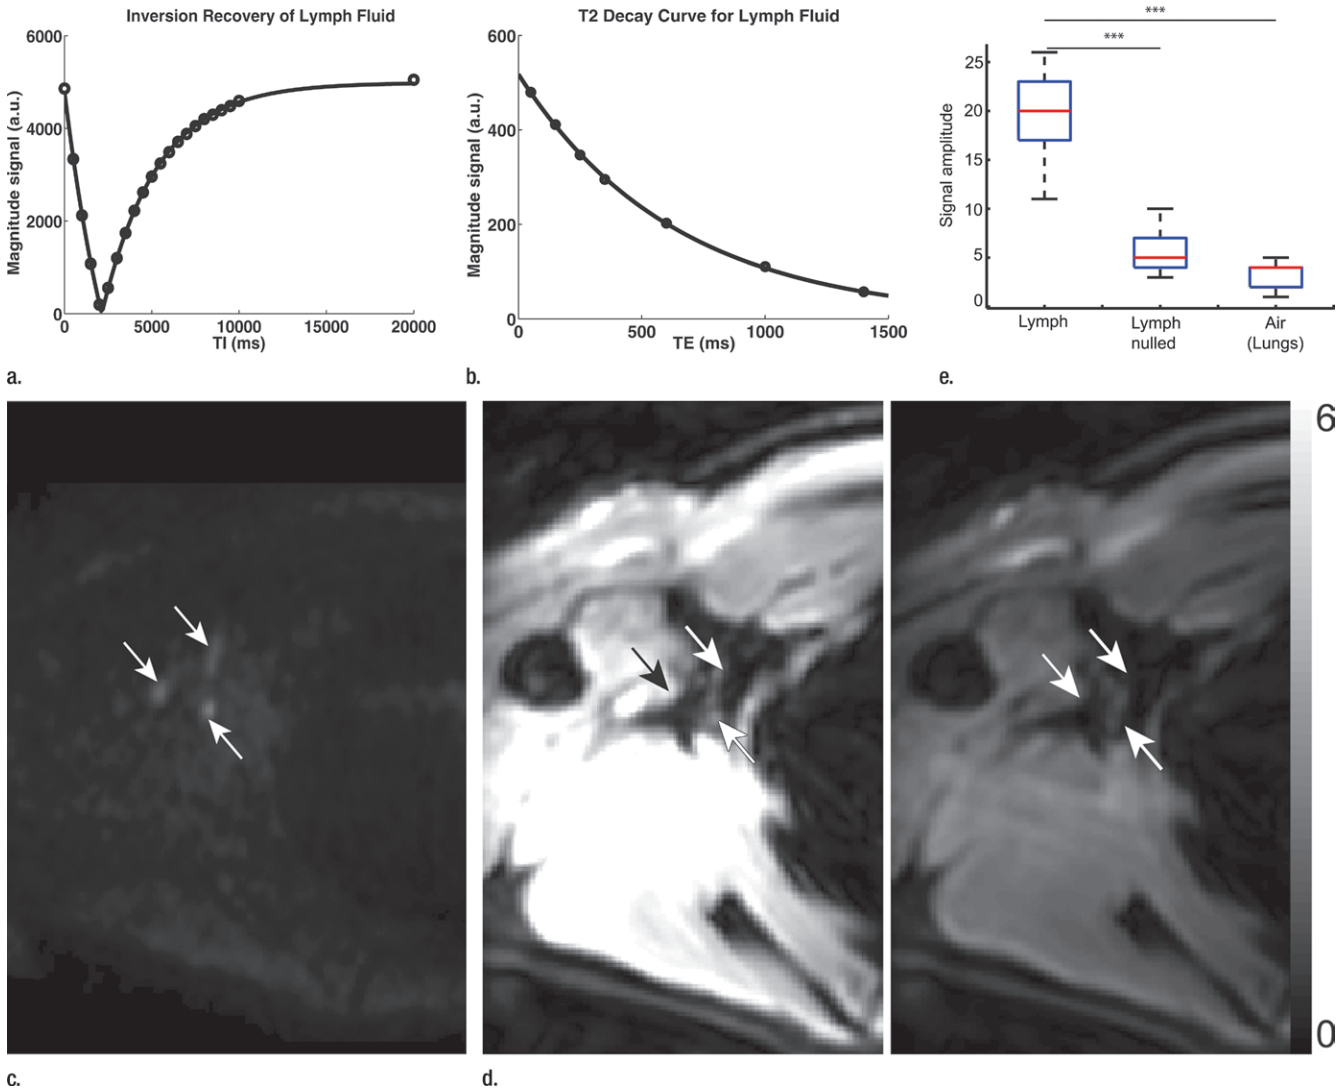 Inversion Recovery of Lymph Fluid
6000
4000
2000
0
Magnitude signal (a.u.)
0 5000 10000 15000 20000
TI (ms)
a.
T2 Decay Curve for Lymph Fluid
600
400
200
0
Magnitude signal (a.u.)
0 500 1000 1500
TE (ms)
b.
***
***
25
20
15
10
5
0
Signal amplitude
Lymph
Lymph
nulled
Air
(Lungs)
e.
6
0
c.
d.